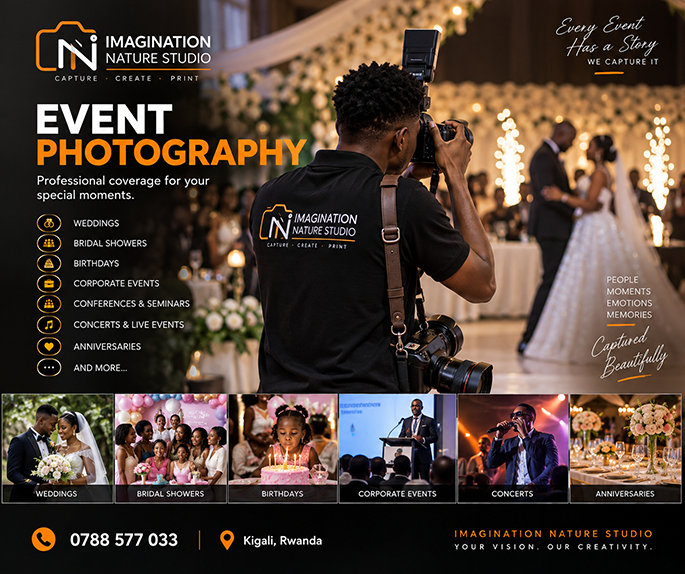 IMAGINATION
NATURE STUDIO
CAPTURE · CREATE · PRINT
Every Event
Has a Story
WE CAPTURE IT
EVENT
PHOTOGRAPHY
Professional coverage for your
special moments.
WEDDINGS
BRIDAL SHOWERS
BIRTHDAYS
CORPORATE EVENTS
CONFERENCES & SEMINARS
CONCERTS & LIVE EVENTS
ANNIVERSARIES
AND MORE...
IMAGINATION
NATURE STUDIO
CAPTURE · CREATE · PRINT
PEOPLE
MOMENTS
EMOTIONS
MEMORIES
Captured
Beautifully
WEDDINGS
BRIDAL SHOWERS
BIRTHDAYS
CORPORATE EVENTS
CONCERTS
ANNIVERSARIES
0788 577 033
Kigali, Rwanda
IMAGINATION NATURE STUDIO
YOUR VISION. OUR CREATIVITY.